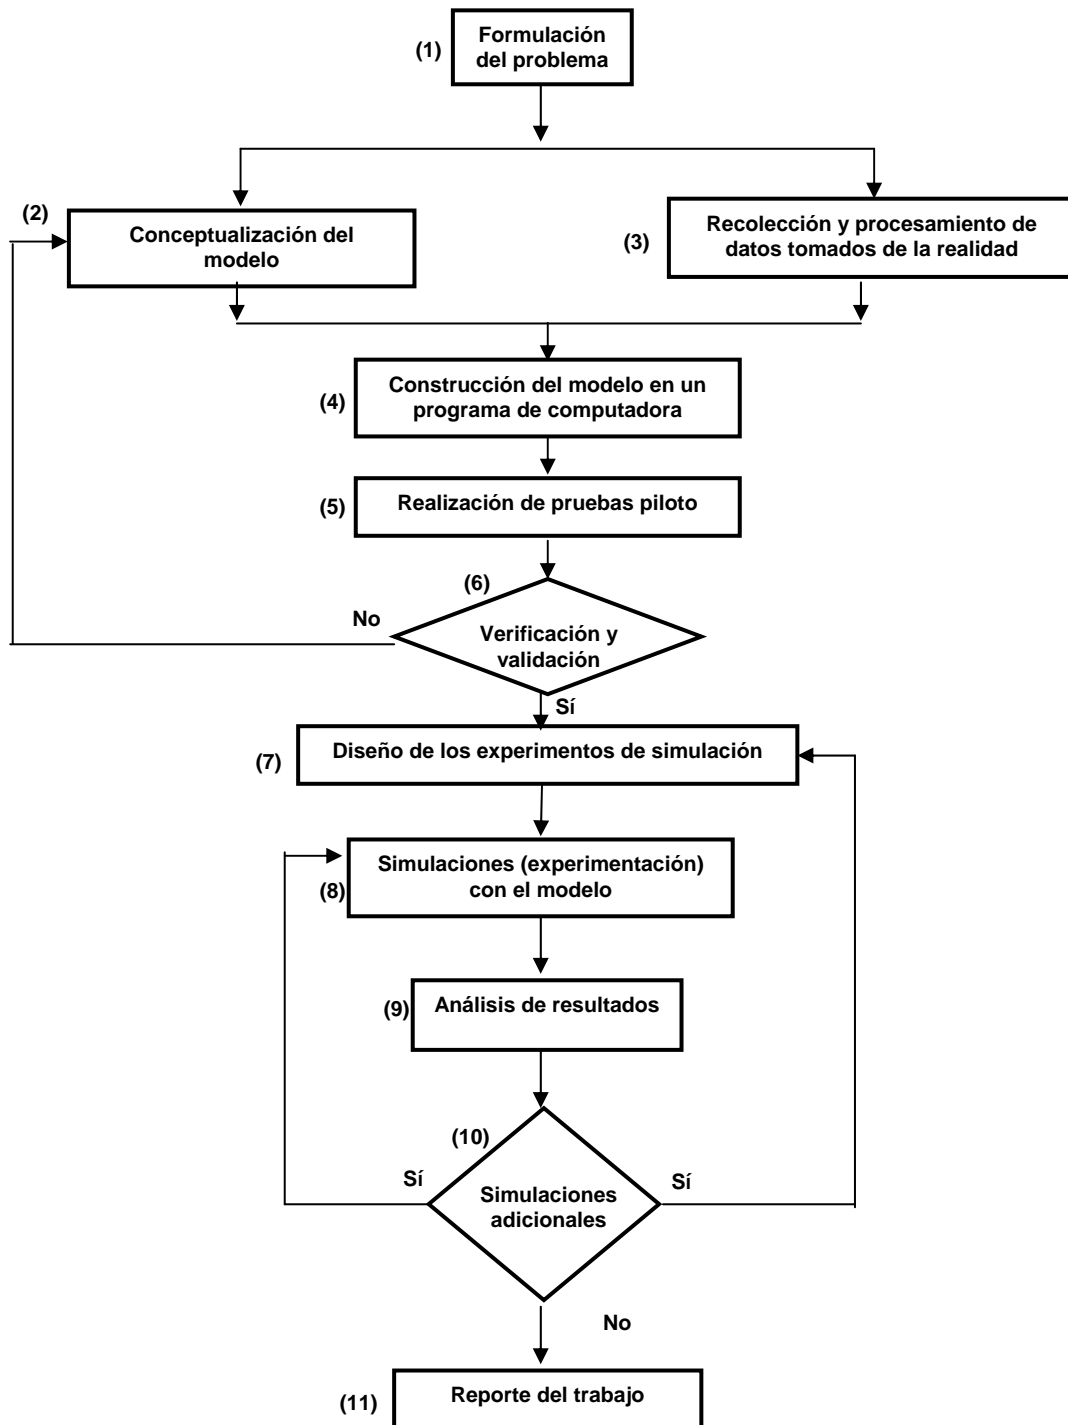 (1)
Formulación
del problema
(2)
Conceptualización del
modelo
(3)
Recolección y procesamiento de
datos tomados de la realidad
(4)
Construcción del modelo en un
programa de computadora
(5)
Realización de pruebas piloto
(6)
No
Verificación y
validación
Sí
(7)
Diseño de los experimentos de simulación
(8)
Simulaciones (experimentación)
con el modelo
(9)
Análisis de resultados
(10)
Sí
Sí
Simulaciones
adicionales
No
(11)
Reporte del trabajo